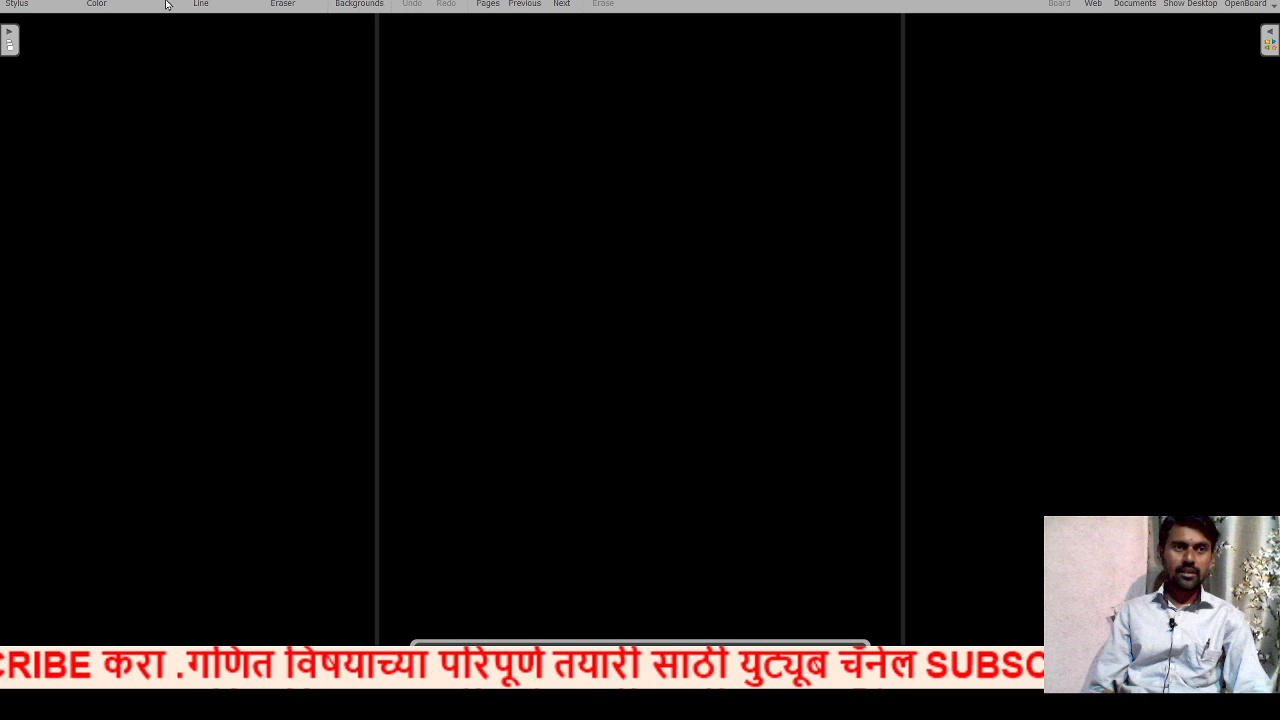 Stylus Color Line Eraser Backgrounds Undo Redo Pages Previous Next Erase Board Web Documents Show Desktop OpenBoard
CRIBE करा .गणित विषयाच्या परिपूर्ण तयारी साठी युट्यूब चॅनेल SUBSC